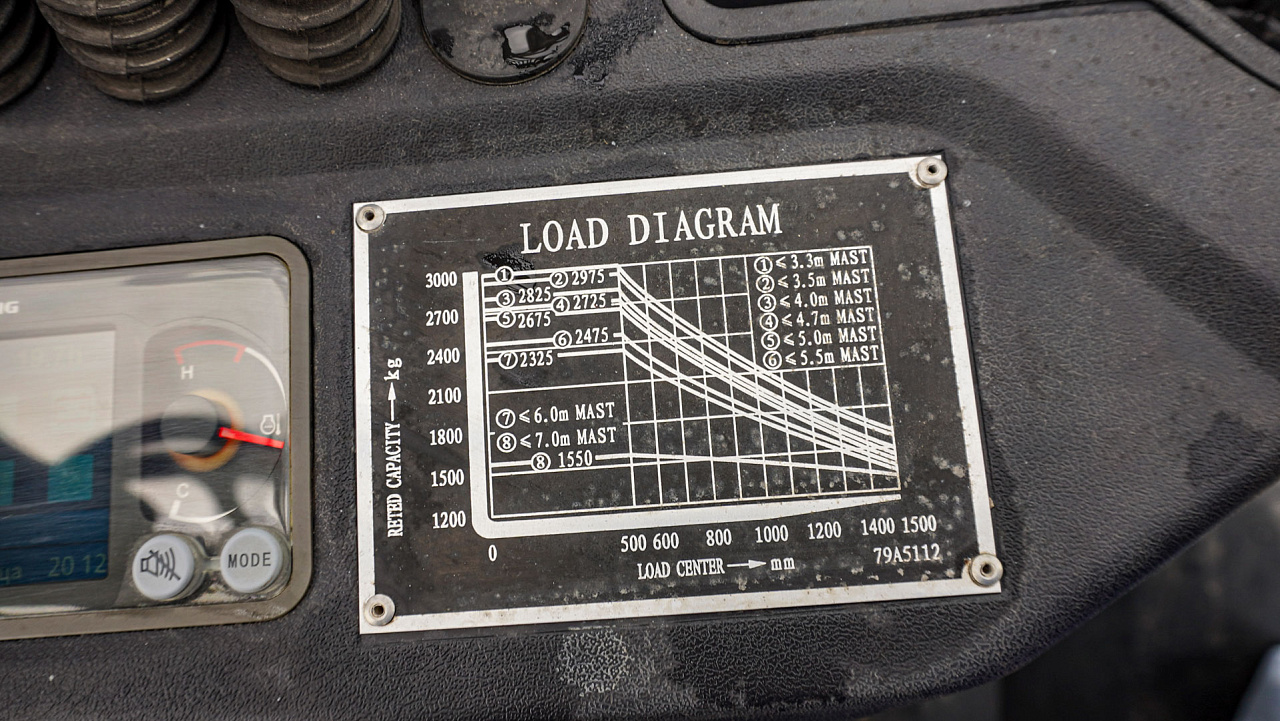 LOAD DIAGRAM
3000
2700
2400
2100
1800
1500
1200
RETED CAPACITY kg
①
② 2975
③ 2825
④ 2725
⑤ 2675
⑥ 2475
⑦ 2325
① ≤ 3.3m MAST
② ≤ 3.5m MAST
③ ≤ 4.0m MAST
④ ≤ 4.7m MAST
⑤ ≤ 5.0m MAST
⑥ ≤ 5.5m MAST
⑦ ≤ 6.0m MAST
⑧ ≤ 7.0m MAST
⑧ 1550
0 500 600 800 1000 1200 1400 1500
LOAD CENTER mm
79A5112
H
C
MODE
20 12